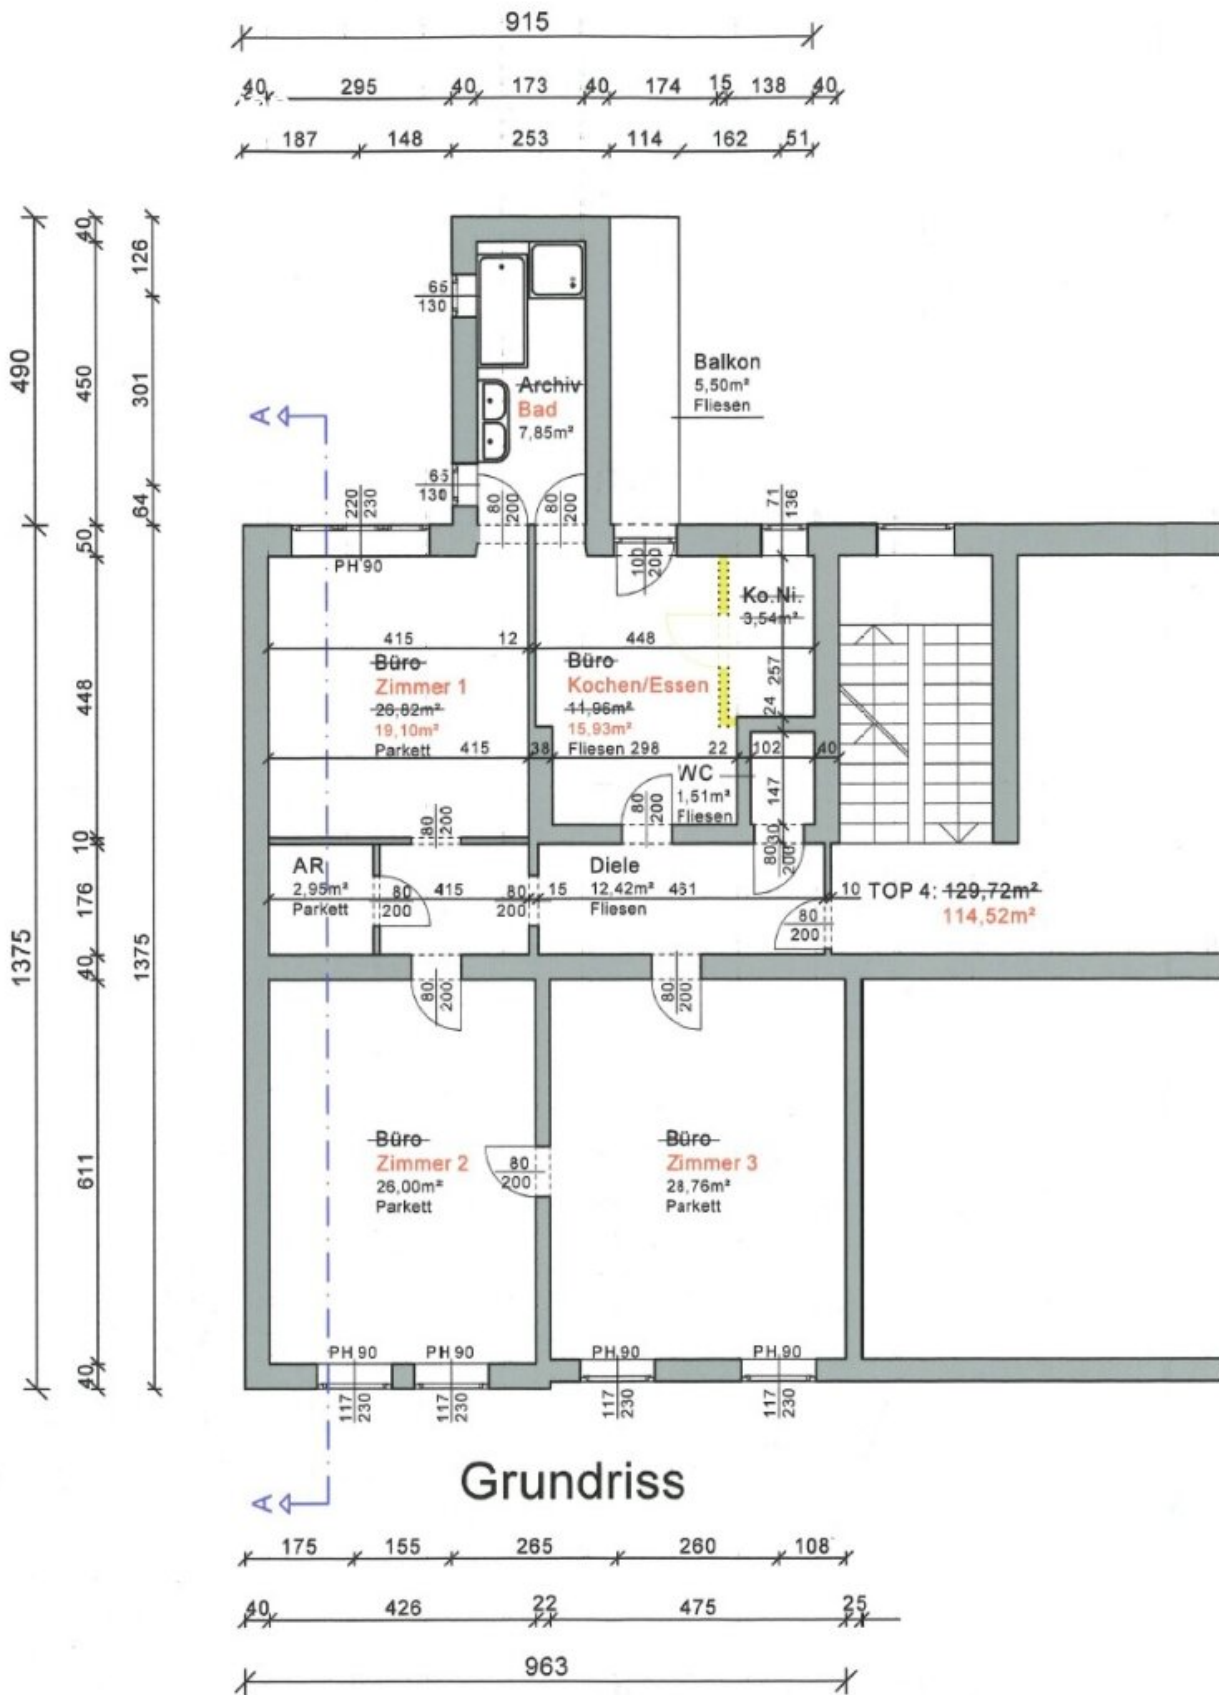 915
40 295 40 173 40 174 15 138 40
187 148 253 114 162 51
490
1375
40
450
50
448
10
176
40
611
40
126
301
64
1375
65
130
65
130
Archiv
Bad
7,85m²
Balkon
5,50m²
Fliesen
A
220
230
80
200
80
200
71
136
PH 90
100
200
Ko.Ni.
3,54m²
415 12 448
257
24
Büro
Zimmer 1
26,82m²
19,10m²
Parkett
Büro
Kochen/Essen
11,96m²
15,93m²
Fliesen
415 38 298 22 102 40
WC
1,51m²
Fliesen
147
30
80
200
80
200
80
200
AR
2,95m²
Parkett
80
200
415
80
200
15
Diele
12,42m²
Fliesen
461
10
TOP 4: 129,72m²
114,52m²
80
200
80
200
80
200
Büro
Zimmer 2
26,00m²
Parkett
80
200
Büro
Zimmer 3
28,76m²
Parkett
PH 90
PH 90
PH 90
PH 90
117
230
117
230
117
230
117
230
Grundriss
A
175 155 265 260 108
40 426 22 475 25
963